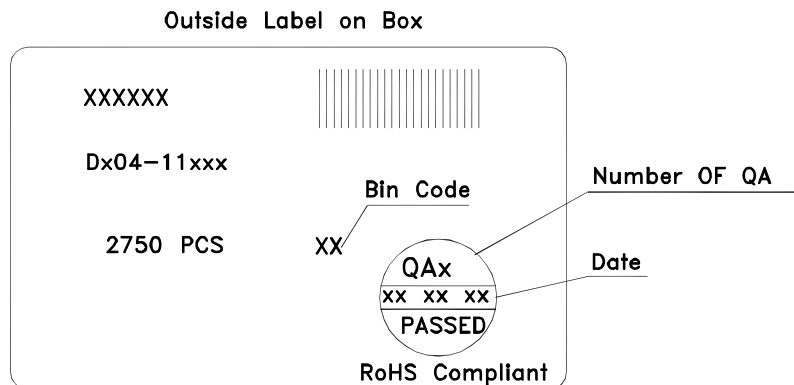 Outside Label on Box
XXXXXX
Dx04-11xxx
Bin Code
Number OF QA
2750 PCS
XX
QAx
Date
XX XX XX
PASSED
RoHS Compliant